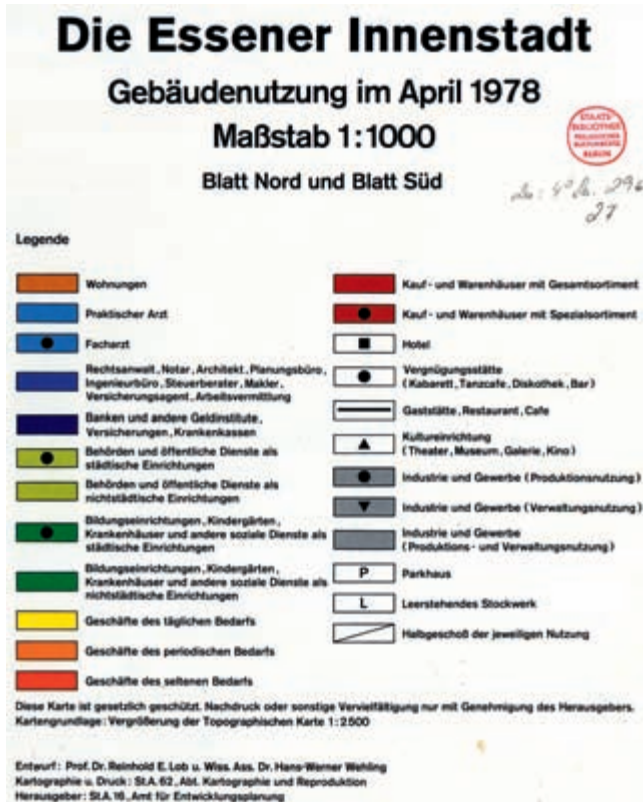 Die Essener Innenstadt
Gebäudenutzung im April 1978
Maßstab 1:1000
Blatt Nord und Blatt Süd
STAATS-
BIBLIOTHEK
BERLIN
Legende
Wohnungen
Praktischer Arzt
Facharzt
Rechtsanwalt, Notar, Architekt, Planungsbüro,
Ingenieurbüro, Steuerberater, Makler,
Versicherungsagent, Arbeitsvermittlung
Banken und andere Geldinstitute,
Versicherungen, Krankenkassen
Behörden und öffentliche Dienste als
städtische Einrichtungen
Behörden und öffentliche Dienste als
nichtstädtische Einrichtungen
Bildungseinrichtungen, Kindergärten,
Krankenhäuser und andere soziale Dienste als
städtische Einrichtungen
Bildungseinrichtungen, Kindergärten,
Krankenhäuser und andere soziale Dienste als
nichtstädtische Einrichtungen
Geschäfte des täglichen Bedarfs
Geschäfte des periodischen Bedarfs
Geschäfte des seltenen Bedarfs
Kauf- und Warenhäuser mit Gesamtsortiment
Kauf- und Warenhäuser mit Spezialsortiment
Hotel
Vergnügungsstätte
(Kabarett, Tanzcafe, Diskothek, Bar)
Gaststätte, Restaurant, Cafe
Kultureinrichtung
(Theater, Museum, Galerie, Kino)
Industrie und Gewerbe (Produktionsnutzung)
Industrie und Gewerbe (Verwaltungsnutzung)
Industrie und Gewerbe
(Produktions- und Verwaltungsnutzung)
P Parkhaus
L Leerstehendes Stockwerk
Halbgeschoß der jeweiligen Nutzung
Diese Karte ist gesetzlich geschützt. Nachdruck oder sonstige Vervielfältigung nur mit Genehmigung des Herausgebers.
Kartengrundlage: Vergrößerung der Topographischen Karte 1:2500
Entwurf: Prof. Dr. Reinhold E. Lob u. Wiss. Ass. Dr. Hans-Werner Wehling
Kartographie u. Druck: St.A. 62, Abt. Kartographie und Reproduktion
Herausgeber: St.A. 16, Amt für Entwicklungsplanung